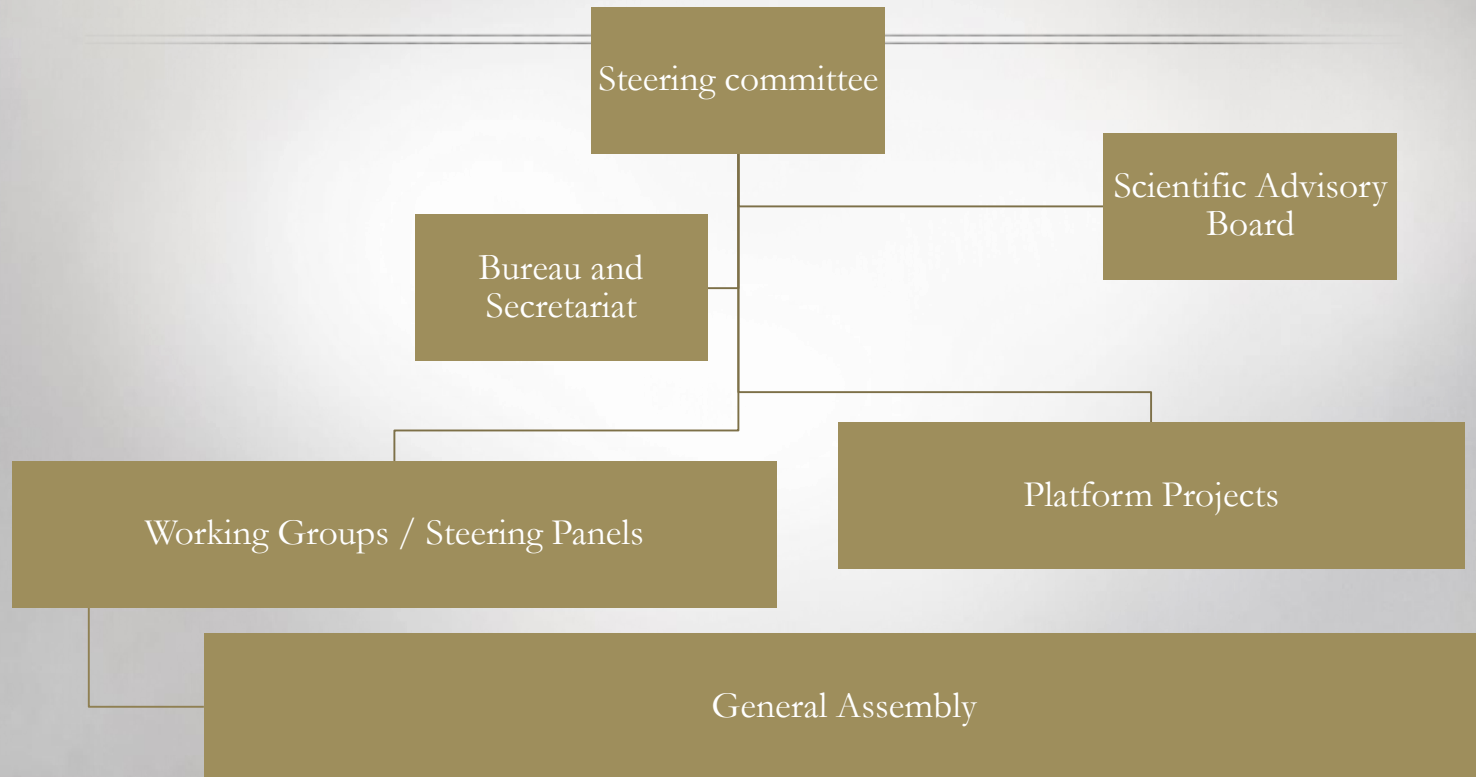 Steering committee
Scientific Advisory
Board
Bureau and
Secretariat
Platform Projects
Working Groups / Steering Panels
General Assembly